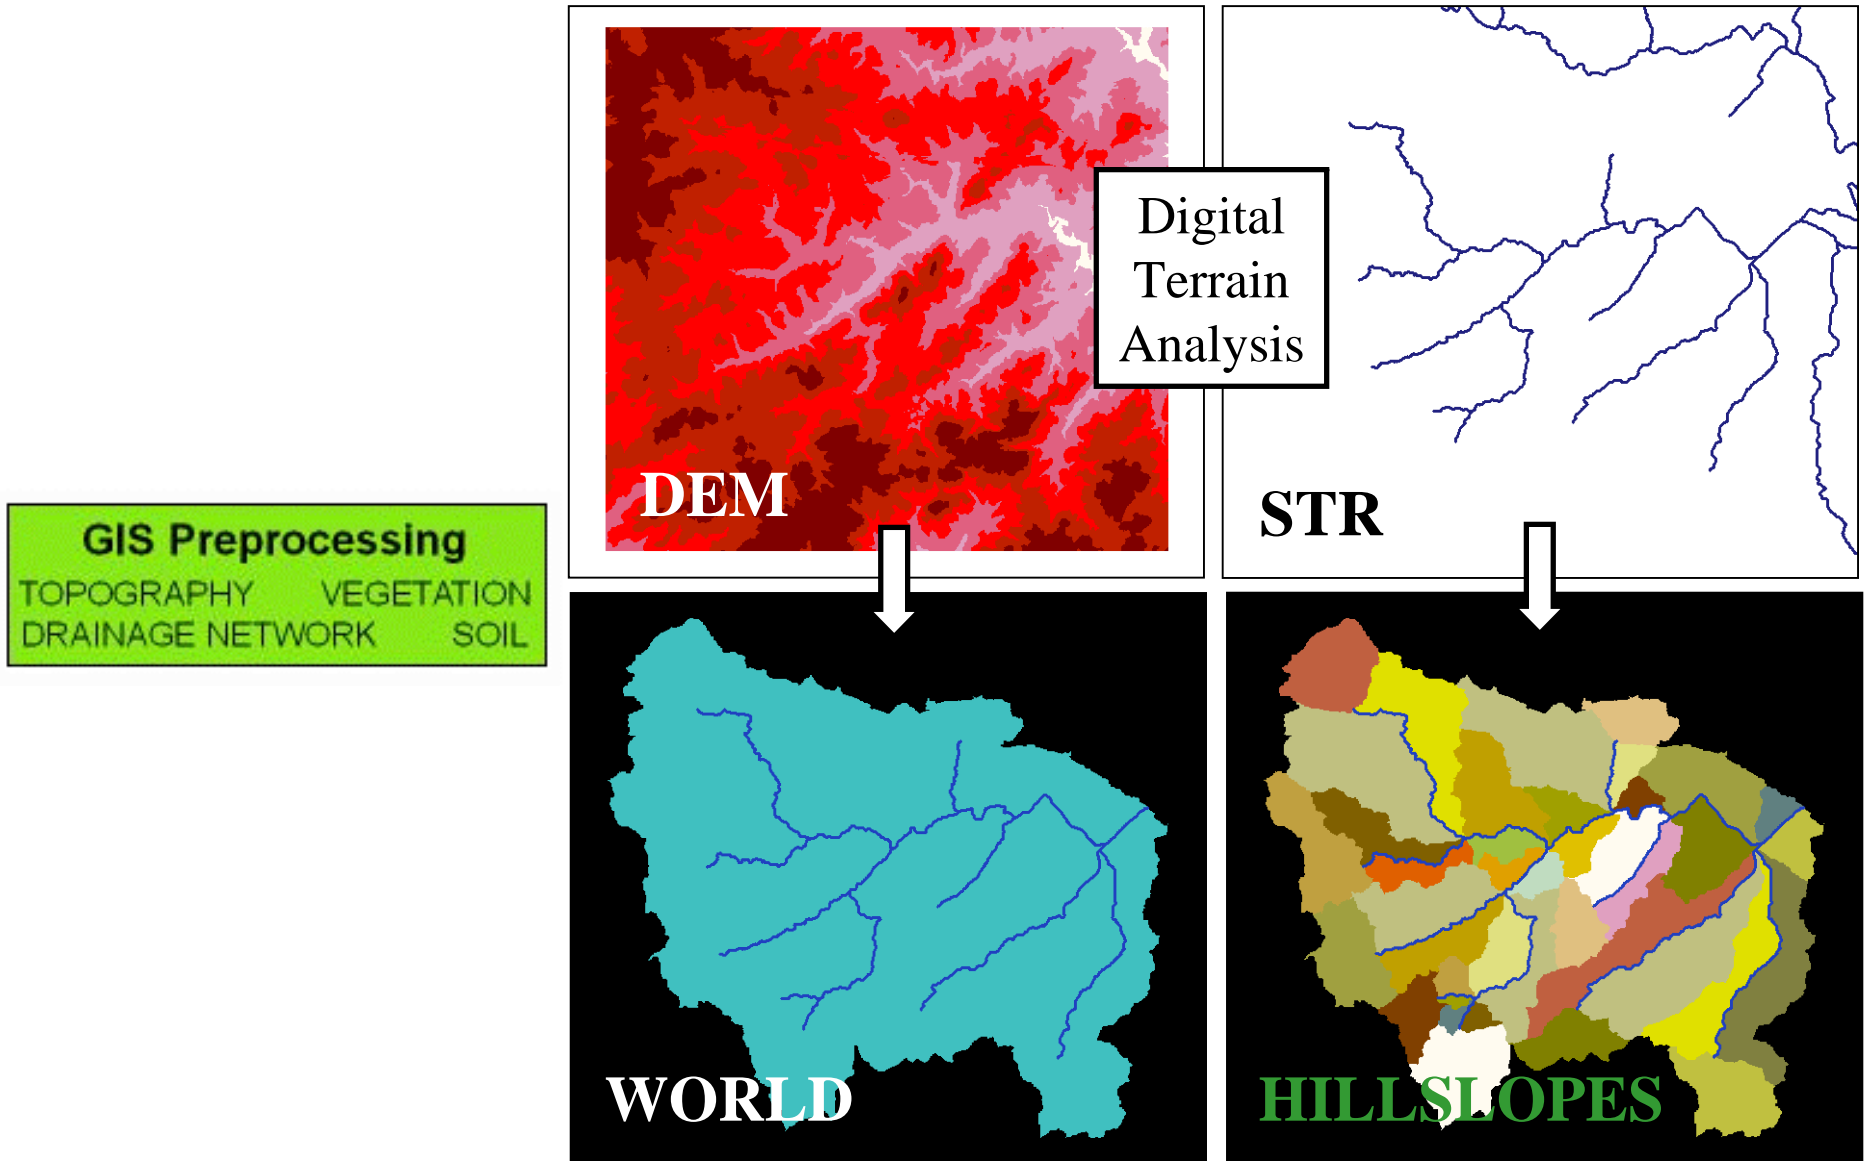 GIS Preprocessing
TOPOGRAPHY VEGETATION
DRAINAGE NETWORK SOIL
DEM
Digital
Terrain
Analysis
STR
WORLD
HILLSLOPES